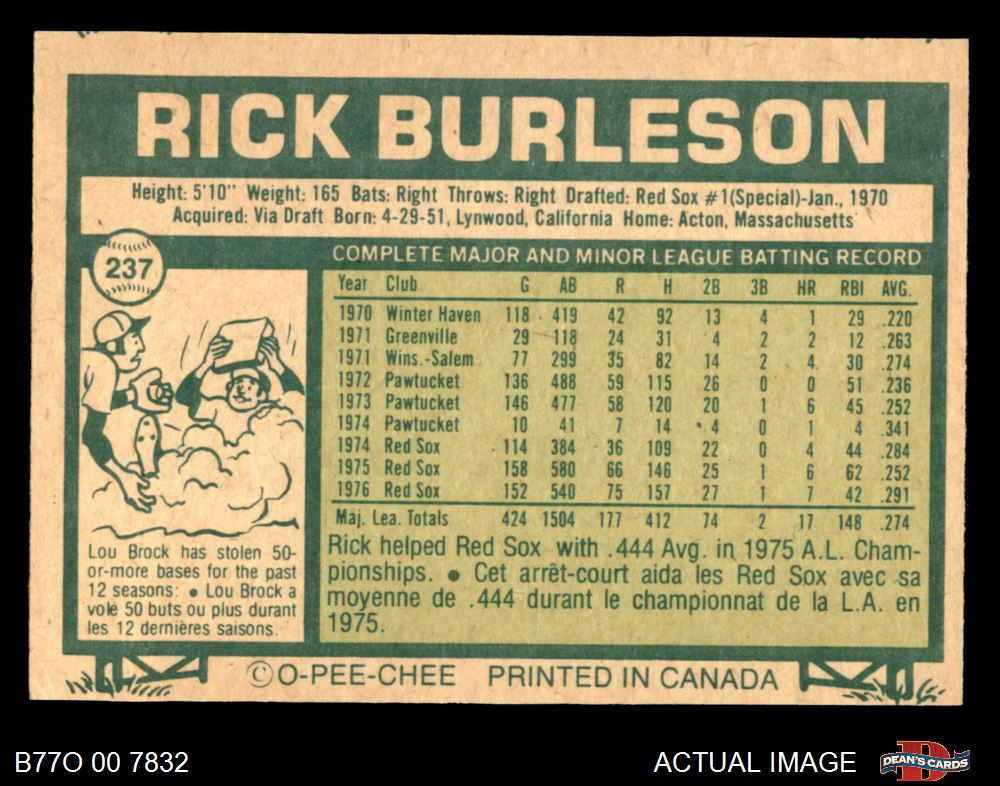 RICK BURLESON
Height: 5'10" Weight: 165 Bats: Right Throws: Right Drafted: Red Sox #1(Special)-Jan., 1970
Acquired: Via Draft Born: 4-29-51, Lynwood, California Home: Acton, Massachusetts
237
COMPLETE MAJOR AND MINOR LEAGUE BATTING RECORD
Year Club G AB R H 2B 3B HR RBI AVG.
1970 Winter Haven 118 419 42 92 13 4 1 29 .220
1971 Greenville 29 118 24 31 4 2 2 12 .263
1971 Wins.-Salem 77 299 35 82 14 2 4 30 .274
1972 Pawtucket 136 488 59 115 26 0 0 51 .236
1973 Pawtucket 146 477 58 120 20 1 6 45 .252
1974 Pawtucket 10 41 7 14 4 0 1 4 .341
1974 Red Sox 114 384 36 109 22 0 4 44 .284
1975 Red Sox 158 580 66 146 25 1 6 62 .252
1976 Red Sox 152 540 75 157 27 1 7 42 .291
Maj. Lea. Totals 424 1504 177 412 74 2 17 148 .274
Rick helped Red Sox with .444 Avg. in 1975 A.L. Cham-
pionships. ● Cet arrêt-court aida les Red Sox avec sa
moyenne de .444 durant le championnat de la L.A. en
1975.
Lou Brock has stolen 50-
or-more bases for the past
12 seasons: ● Lou Brock a
volé 50 buts ou plus durant
les 12 dernières saisons.
©O-PEE-CHEE PRINTED IN CANADA
B77O 00 7832
ACTUAL IMAGE
D
DEAN'S CARDS